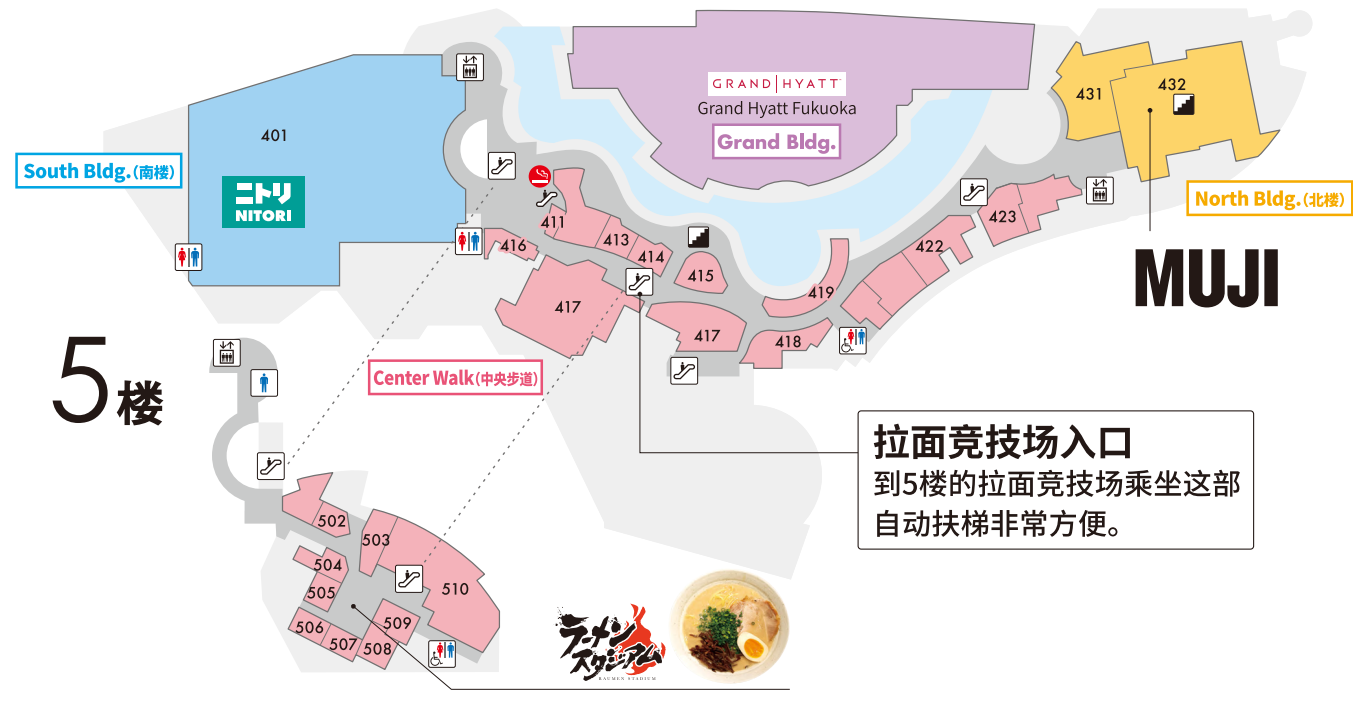 GRAND HYATT
Grand Hyatt Fukuoka
Grand Bldg.
431
432
401
South Bldg.(南楼)
ニトリ
NITORI
North Bldg.(北楼)
MUJI
411
416
413
414
415
423
422
419
417
417
418
Center Walk(中央步道)
5楼
拉面竞技场入口
到5楼的拉面竞技场乘坐这部
自动扶梯非常方便。
502
503
504
505
510
506
507
508
509
ラーメン
スタジアム
RAUMEN STADIUM